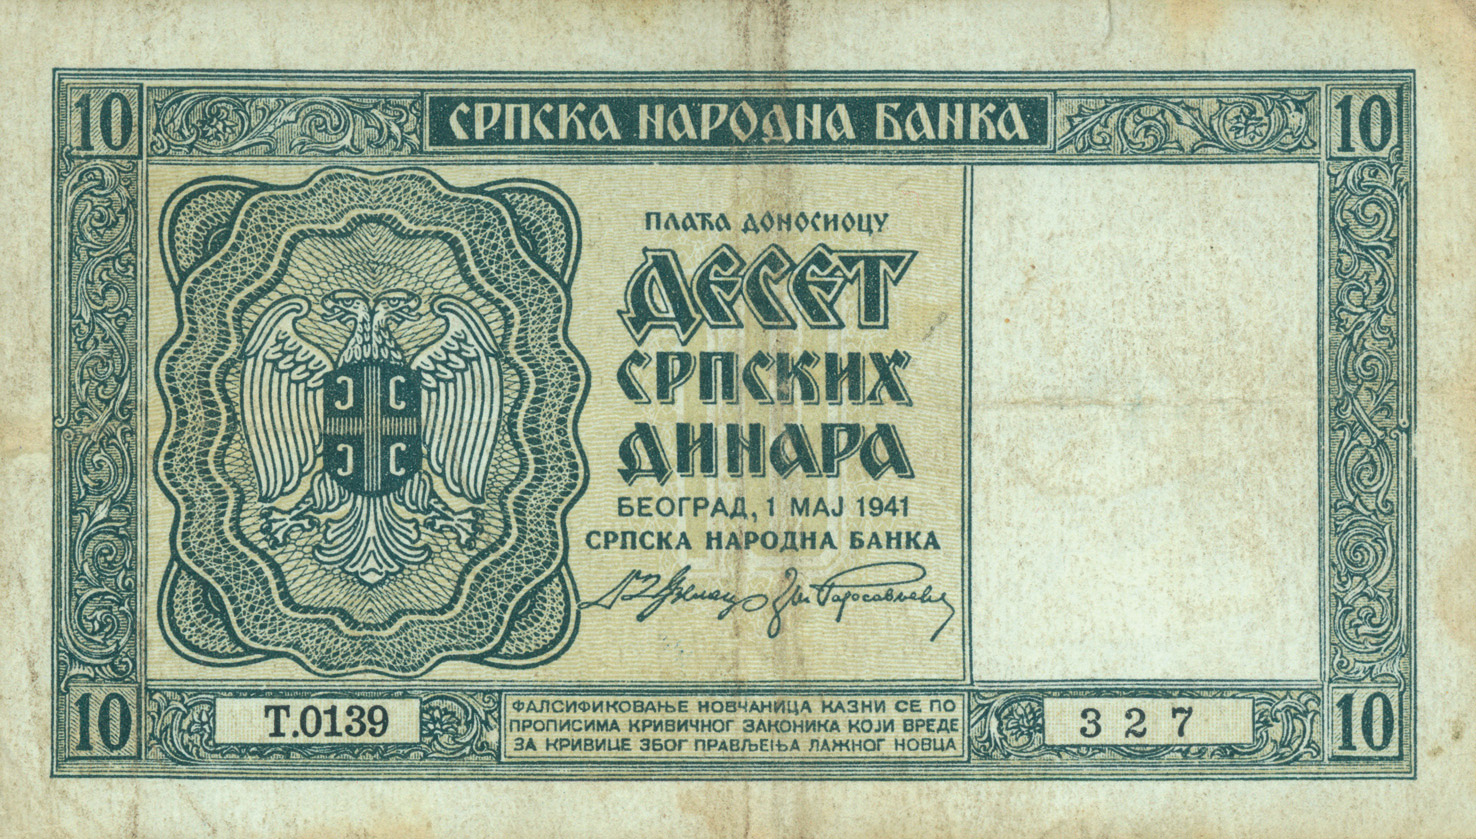 10 СРПСКА НАРОДНА БАНКА 10
ПЛАЋА ДОНОСИОЦУ
ДЕСЕТ
СРПСКИХ
ДИНАРА
БЕОГРАД, 1 МАЈ 1941
СРПСКА НАРОДНА БАНКА
10 Т.0139
ФАЛСИФИКОВАЊЕ НОВЧАНИЦА КАЗНИ СЕ ПО
ПРОПИСИМА КРИВИЧНОГ ЗАКОНИКА КОЈИ ВРЕДЕ
ЗА КРИВИЦЕ ЗБОГ ПРАВЉЕЊА ЛАЖНОГ НОВЦА
327 10